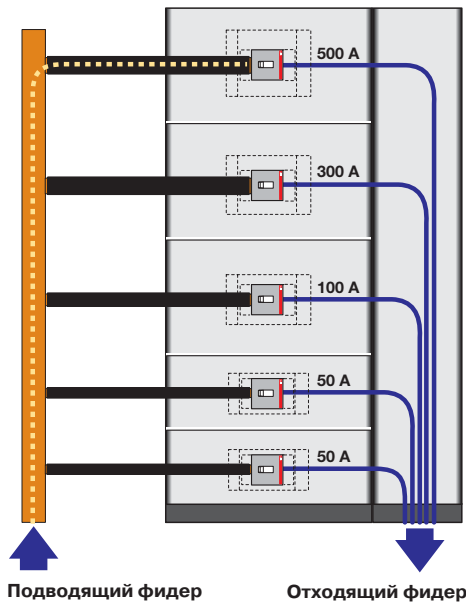 500 А
300 А
100 А
50 А
50 А
Подводящий фидер
Отходящий фидер